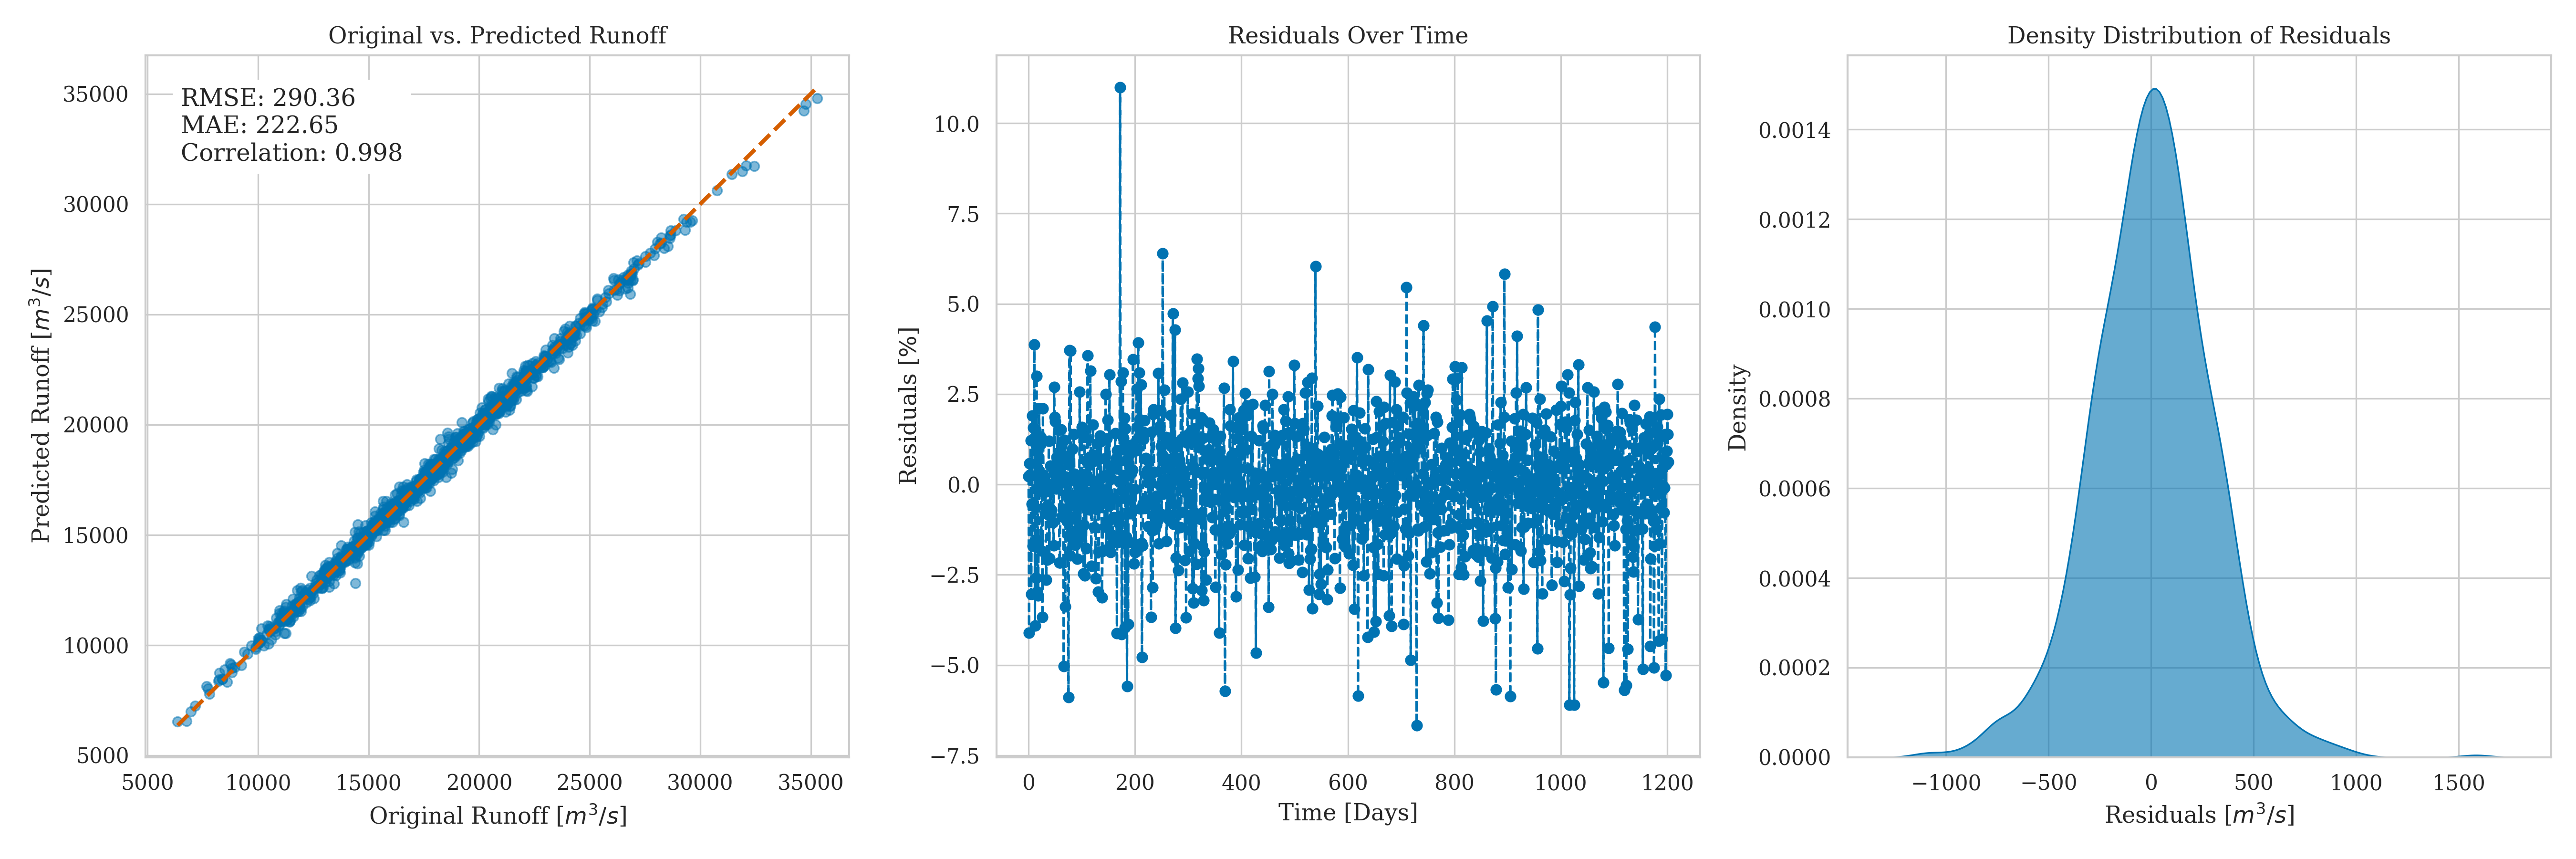 Original vs. Predicted Runoff
RMSE: 290.36
MAE: 222.65
Correlation: 0.998
35000
30000
25000
20000
15000
10000
5000
Predicted Runoff [m³/s]
5000 10000 15000 20000 25000 30000 35000
Original Runoff [m³/s]
Residuals Over Time
10.0
7.5
5.0
2.5
0.0
−2.5
−5.0
−7.5
Residuals [%]
0 200 400 600 800 1000 1200
Time [Days]
Density Distribution of Residuals
0.0014
0.0012
0.0010
0.0008
0.0006
0.0004
0.0002
0.0000
Density
−1000 −500 0 500 1000 1500
Residuals [m³/s]